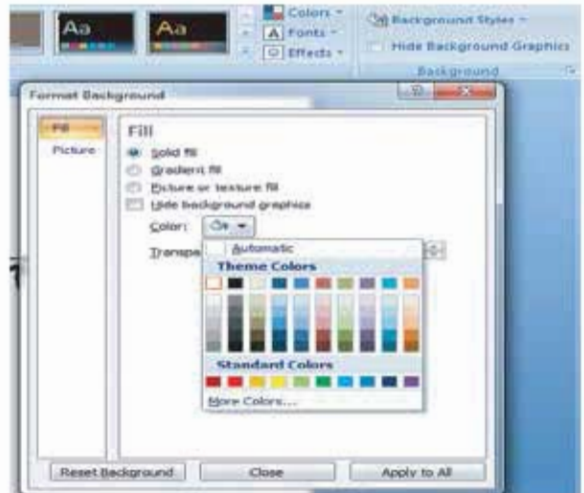 Aa Aa
Colors
Fonts
Effects
Background Styles
Hide Background Graphics
Background
Format Background
Fill
Picture
Fill
Solid fill
Gradient fill
Picture or texture fill
Hide background graphics
Color:
Transpa
Automatic
Theme Colors
Standard Colors
More Colors...
Reset Background
Close
Apply to All